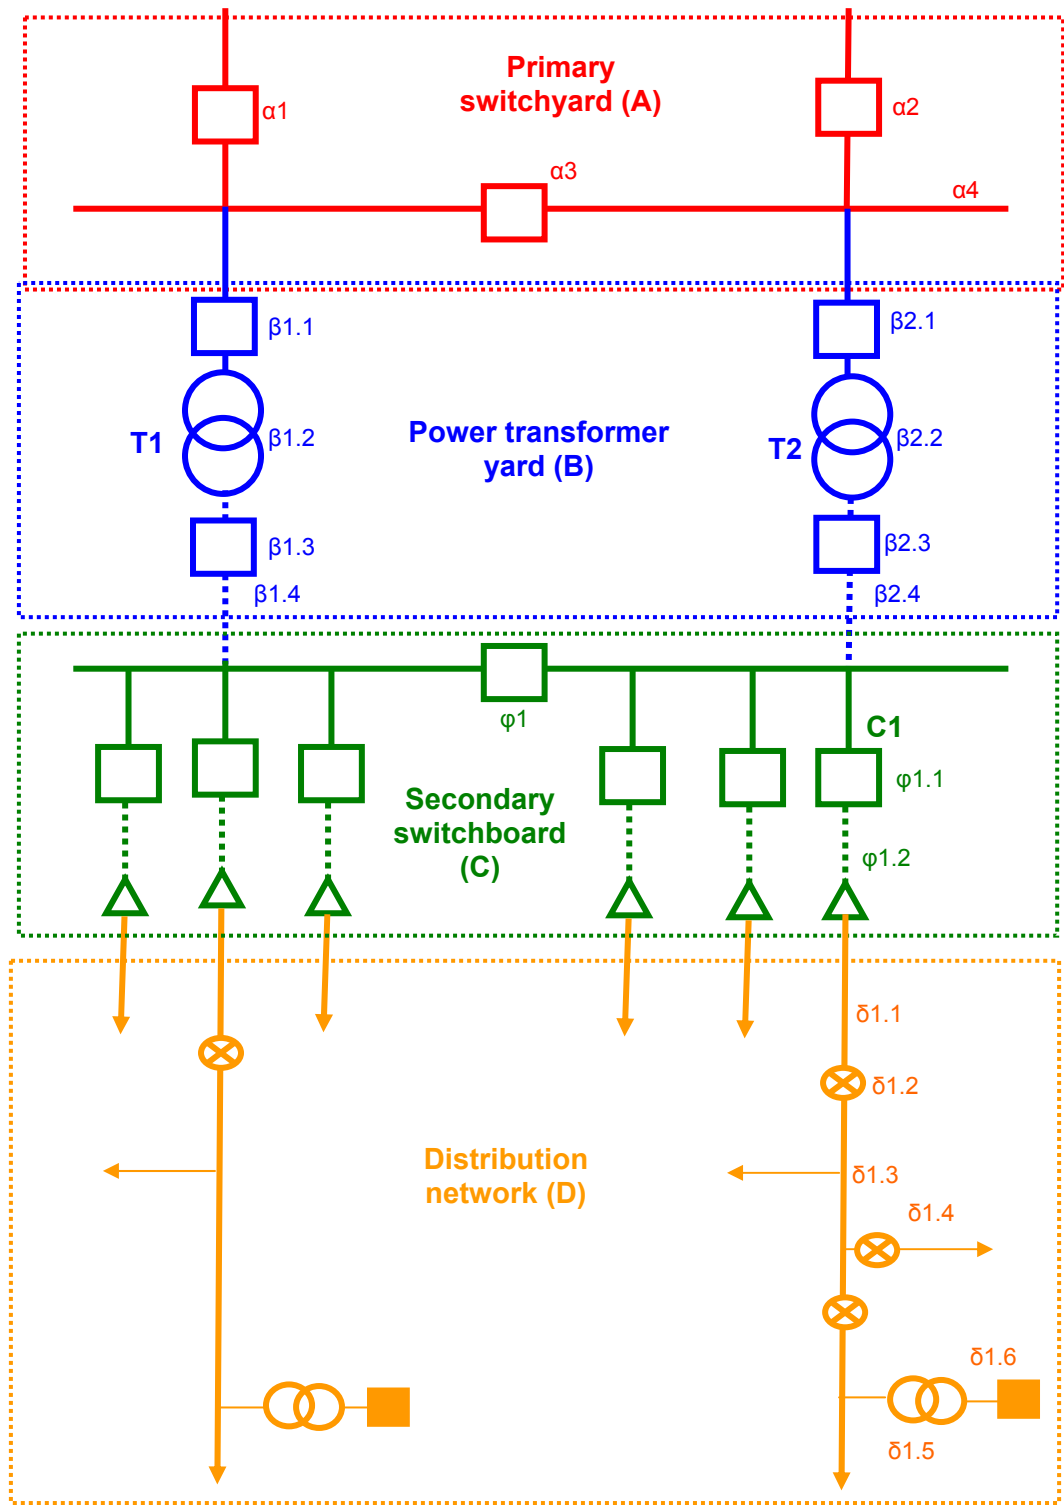 Primary
switchyard (A)
α1
α2
α3
α4
β1.1
β2.1
T1
β1.2
Power transformer
yard (B)
T2
β2.2
β1.3
β2.3
β1.4
β2.4
φ1
C1
φ1.1
Secondary
switchboard
(C)
φ1.2
δ1.1
δ1.2
Distribution
network (D)
δ1.3
δ1.4
δ1.6
δ1.5